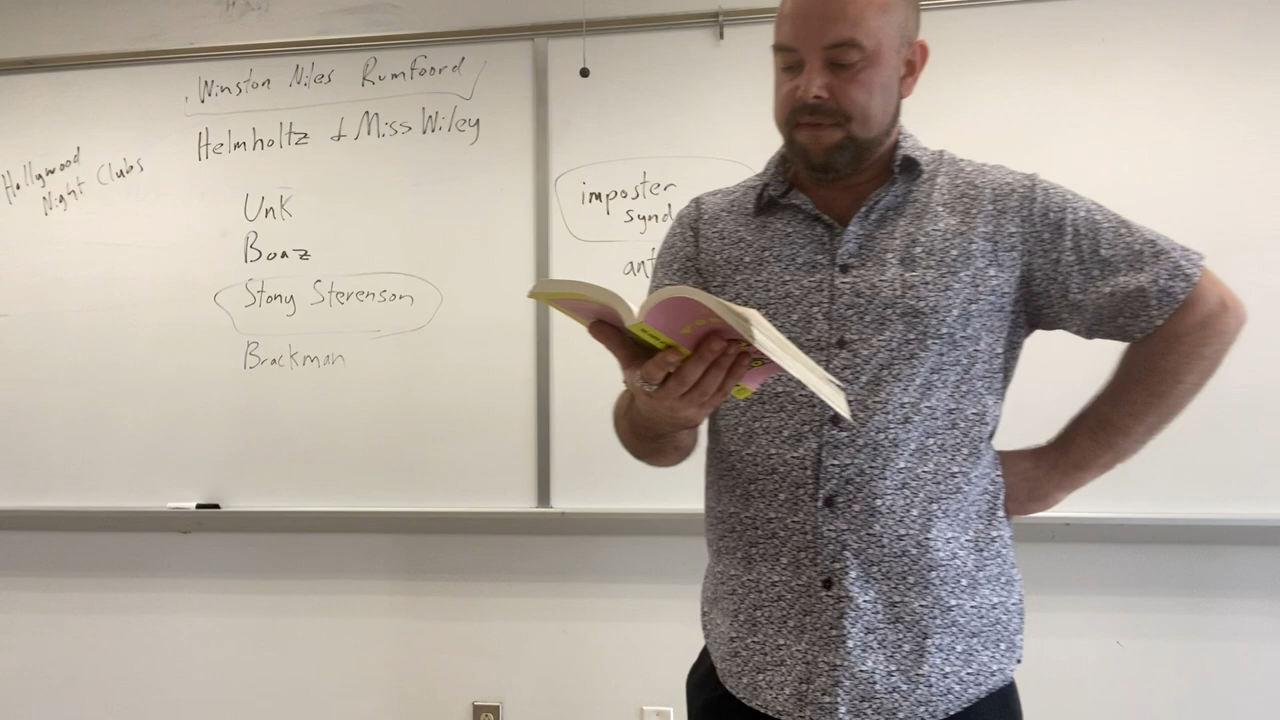 Winston Niles Rumfoord
Helmholtz & Miss Wiley
Hollywood
Night Clubs
Unk
Boaz
Stony Stevenson
Brackman
imposter
synd
ant